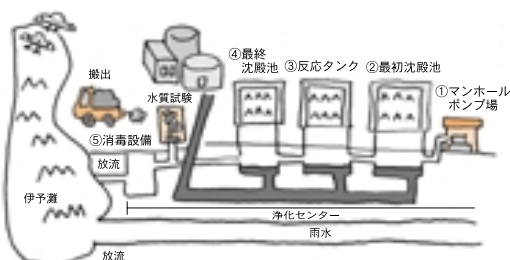 ④最終
沈殿池
③反応タンク
②最初沈殿池
①マンホール
ポンプ場
搬出
水質試験
⑤消毒設備
放流
伊予灘
浄化センター
雨水
放流